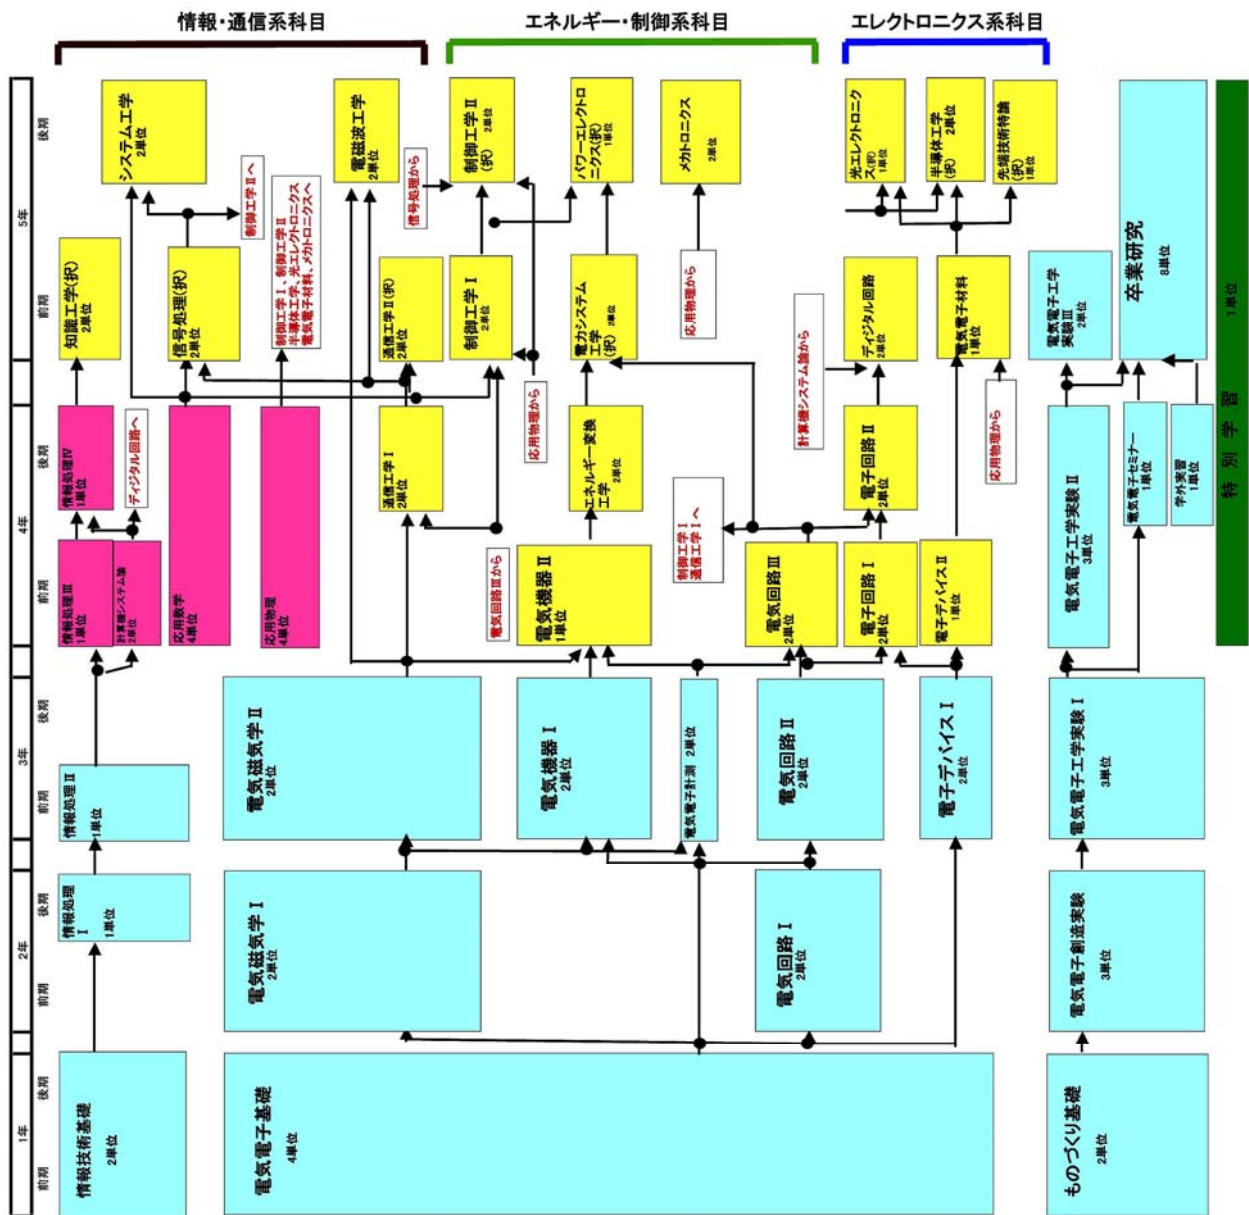 情報・通信系科目
エネルギー・制御系科目
エレクトロニクス系科目
1年
前期
後期
2年
前期
後期
3年
前期
後期
4年
前期
後期
5年
前期
後期
情報技術基礎
2単位
情報処理
Ⅰ
1単位
情報処理Ⅱ
1単位
情報処理Ⅲ
1単位
計算機システム論
2単位
情報処理Ⅳ
1単位
ディジタル回路へ
知識工学(択)
2単位
システム工学
2単位
応用数学
4単位
信号処理(択)
2単位
制御工学Ⅱへ
応用物理
4単位
制御工学Ⅰ、制御工学Ⅱ
半導体工学、光エレクトロニクス
電気電子材料、メカトロニクスへ
電気電子基礎
4単位
電気磁気学Ⅰ
2単位
電気磁気学Ⅱ
2単位
通信工学Ⅰ
2単位
通信工学Ⅱ(択)
2単位
電磁波工学
2単位
電気回路Ⅲから
信号処理から
制御工学Ⅰ
2単位
制御工学Ⅱ
(択)
2単位
応用物理から
電気機器Ⅰ
2単位
電気機器Ⅱ
1単位
エネルギー変換
工学
2単位
電力システム
工学
(択)
2単位
パワーエレクトロ
ニクス(択)
1単位
電気電子計測 2単位
制御工学Ⅰ
通信工学Ⅰへ
応用物理から
メカトロニクス
2単位
電気回路Ⅰ
2単位
電気回路Ⅱ
2単位
電気回路Ⅲ
2単位
計算機システム論から
電子回路Ⅰ
2単位
電子回路Ⅱ
2単位
ディジタル回路
2単位
光エレクトロニク
ス(択)
1単位
電子デバイスⅠ
2単位
電子デバイスⅡ
1単位
応用物理から
電気電子材料
1単位
半導体工学
(択)
2単位
先端技術特論
(択)
1単位
ものづくり基礎
2単位
電気電子創造実験
3単位
電気電子工学実験Ⅰ
3単位
電気電子工学実験Ⅱ
3単位
電気電子工学
実験Ⅲ
2単位
電気電子セミナー
1単位
学外実習
1単位
卒業研究
8単位
特別学習
1単位